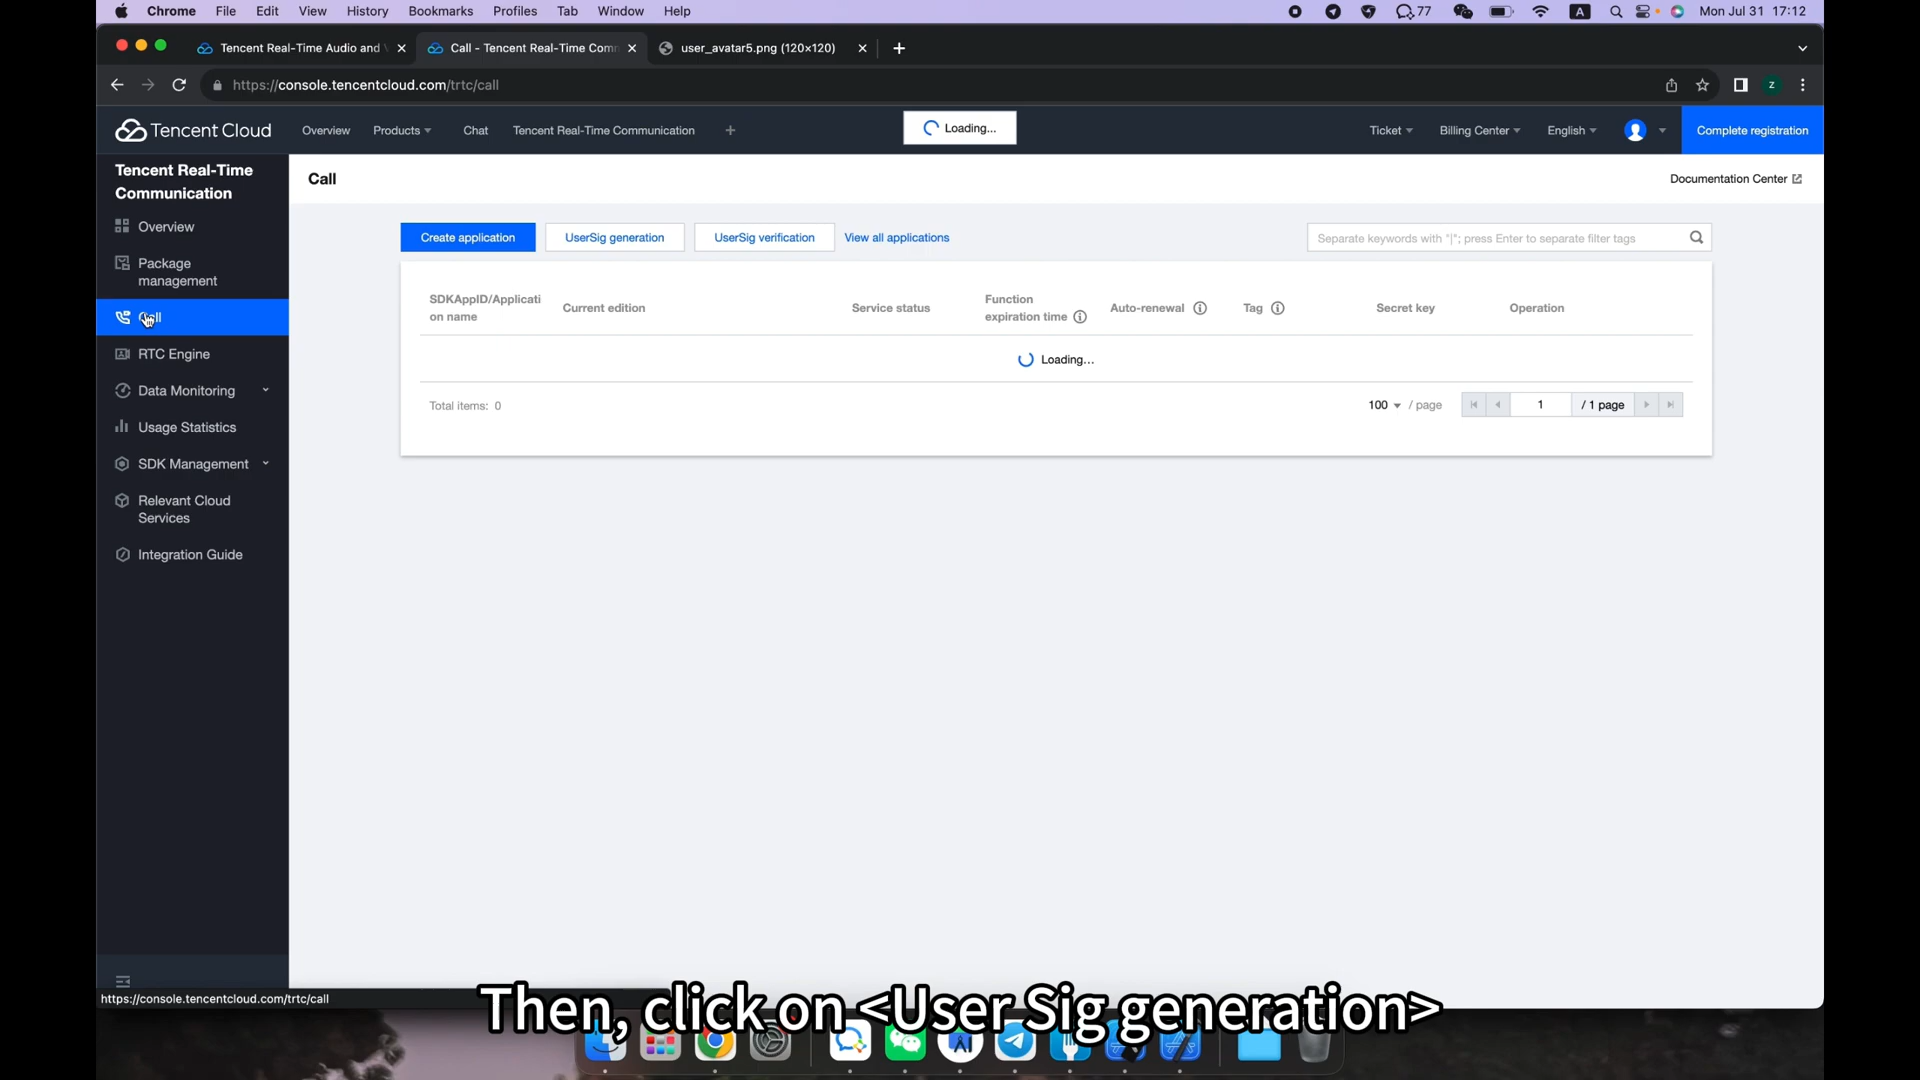 Chrome File Edit View History Bookmarks Profiles Tab Window Help 77 A Mon Jul 31 17:12
Tencent Real-Time Audio and Call - Tencent Real-Time Com user_avatar5.png (120×120)
https://console.tencentcloud.com/trtc/call z
Tencent Cloud Overview Products Chat Tencent Real-Time Communication + Loading... Ticket Billing Center English Complete registration
Tencent Real-Time
Communication
Call
Documentation Center
Overview
Package
management
Call
RTC Engine
Data Monitoring
Usage Statistics
SDK Management
Relevant Cloud
Services
Integration Guide
Create application UserSig generation UserSig verification View all applications Separate keywords with "|"; press Enter to separate filter tags
SDKAppID/Applicati
on name
Current edition
Service status
Function
expiration time
Auto-renewal
Tag
Secret key
Operation
Loading...
Total items: 0
100 / page 1 / 1 page
https://console.tencentcloud.com/trtc/call
Then, click on <User Sig generation>